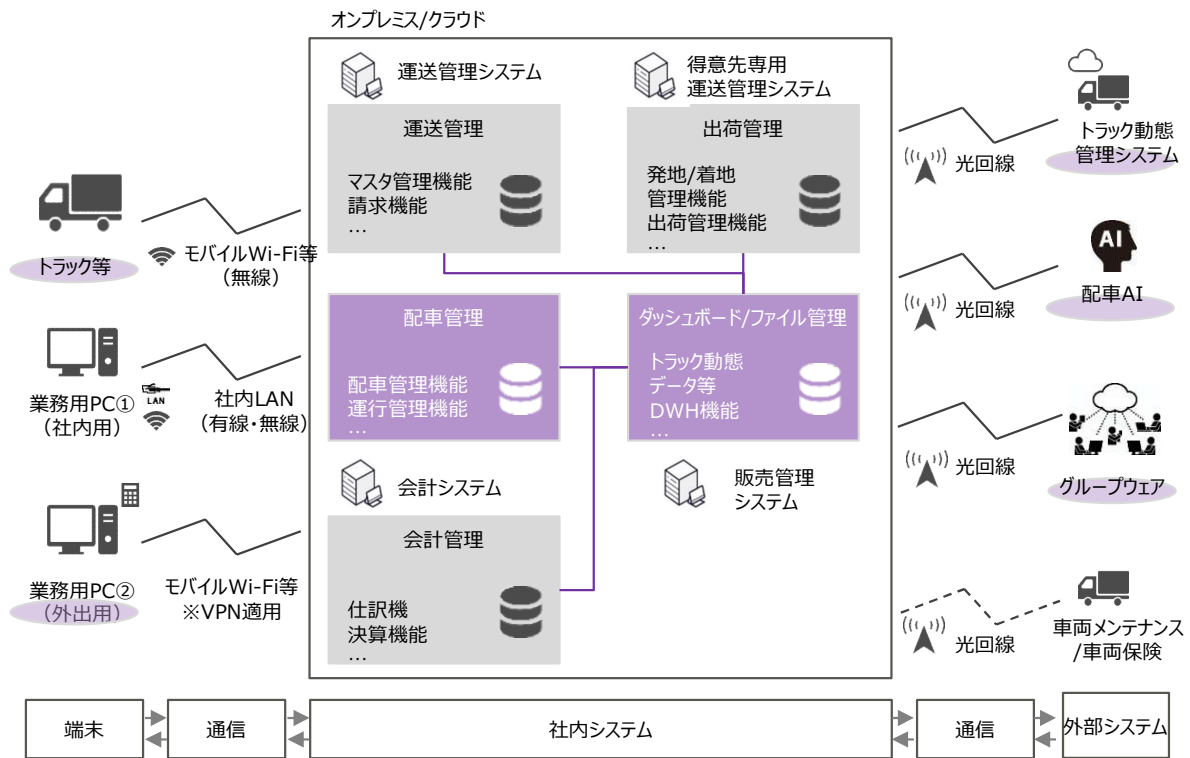 オンプレミス/クラウド
運送管理システム
得意先専用
運送管理システム
運送管理
マスタ管理機能
請求機能
…
出荷管理
発地/着地
管理機能
出荷管理機能
…
配車管理
配車管理機能
運行管理機能
…
ダッシュボード/ファイル管理
トラック動態
データ等
DWH機能
…
会計システム
販売管理
システム
会計管理
仕訳機
決算機能
…
トラック等
モバイルWi-Fi等
(無線)
業務用PC①
(社内用)
LAN
社内LAN
(有線・無線)
業務用PC②
(外出用)
モバイルWi-Fi等
※VPN適用
光回線
トラック動態
管理システム
光回線
AI
配車AI
光回線
グループウェア
光回線
車両メンテナンス
/車両保険
端末
通信
社内システム
通信
外部システム